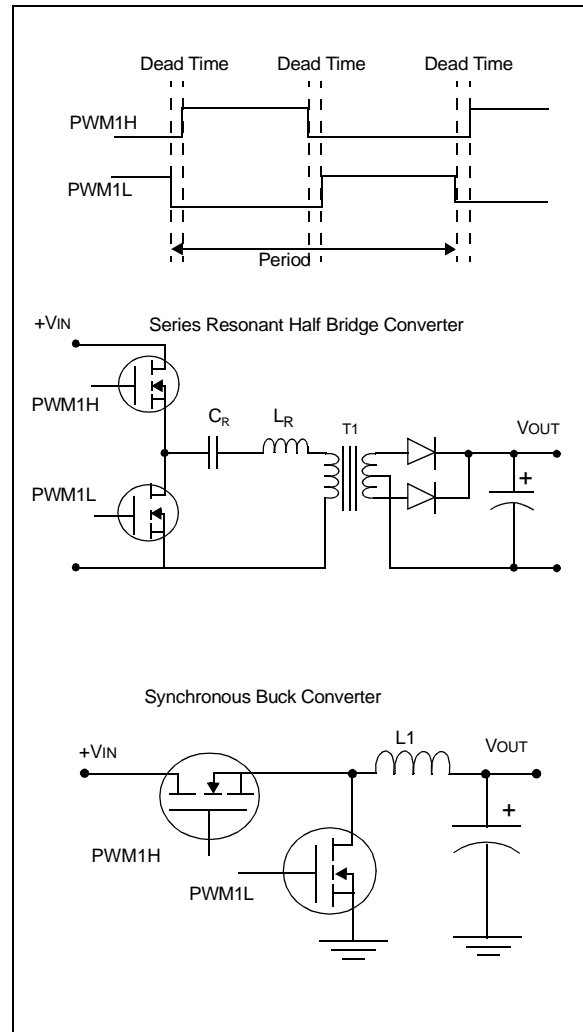 Dead Time Dead Time Dead Time
PWM1H
PWM1L
Period
+VIN Series Resonant Half Bridge Converter
PWM1H
CR LR T1 VOUT
+
PWM1L
Synchronous Buck Converter
+VIN L1 VOUT
+
PWM1H
PWM1L